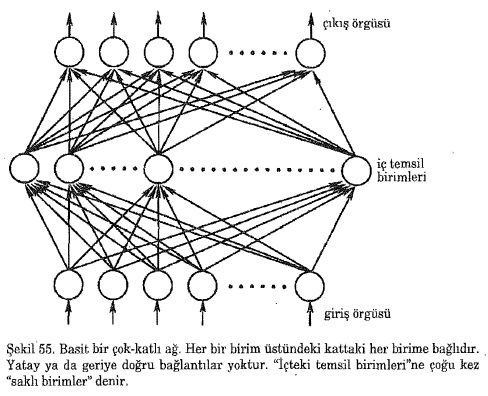 çıkış örgüsü
iç temsil
birimleri
giriş örgüsü
Şekil 55. Basit bir çok-katlı ağ. Her bir birim üstündeki kattaki her birime bağlıdır.
Yatay ya da geriye doğru bağlantılar yoktur. “İçteki temsil birimleri”ne çoğu kez
“saklı birimler” denir.